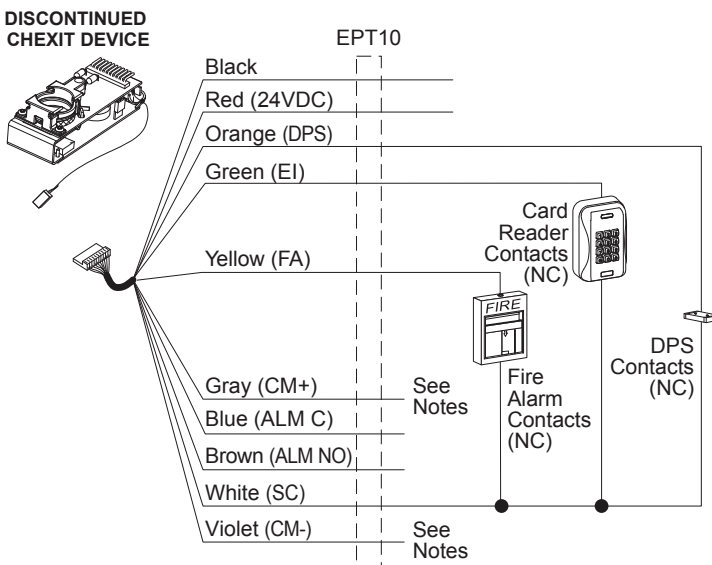 DISCONTINUED
CHEXIT DEVICE
EPT10
Black
Red (24VDC)
Orange (DPS)
Green (EI)
Card
Reader
Contacts
(NC)
Yellow (FA)
FIRE
DPS
Contacts
(NC)
Fire
Alarm
Contacts
(NC)
Gray (CM+)
See
Notes
Blue (ALM C)
Brown (ALM NO)
White (SC)
Violet (CM-)
See
Notes